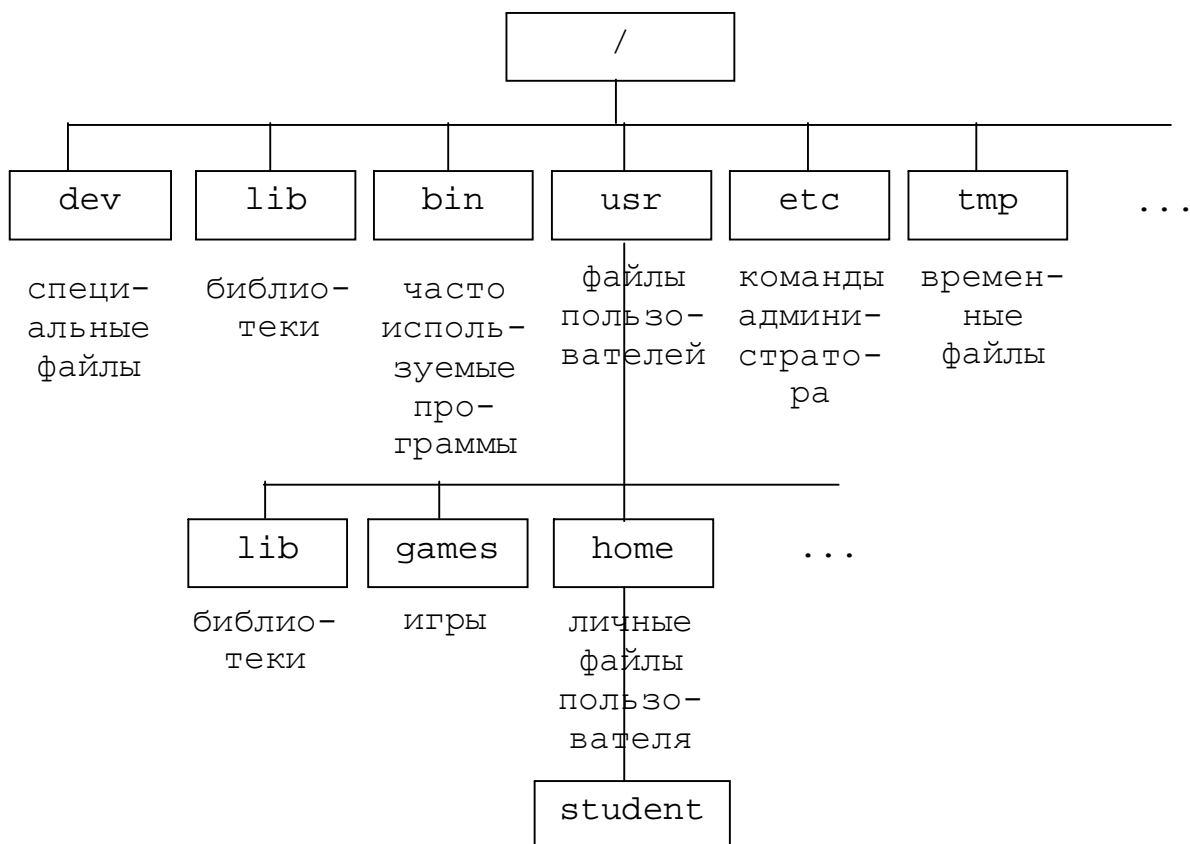 /
dev
lib
bin
usr
etc
tmp
...
специ-
альные
файлы
библио-
теки
часто
исполь-
зуемые
про-
граммы
файлы
пользо-
вателей
команды
админи-
страто-
ра
времен-
ные
файлы
lib
games
home
...
библио-
теки
игры
личные
файлы
пользо-
вателя
student